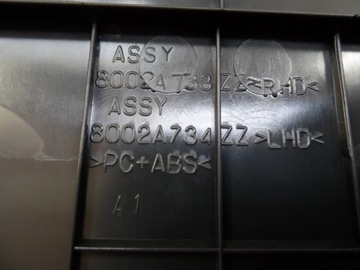 ASSY
8002A733ZZ>RHD<
ASSY
8002A734ZZ>LHD<
>PC+ABS<
A1